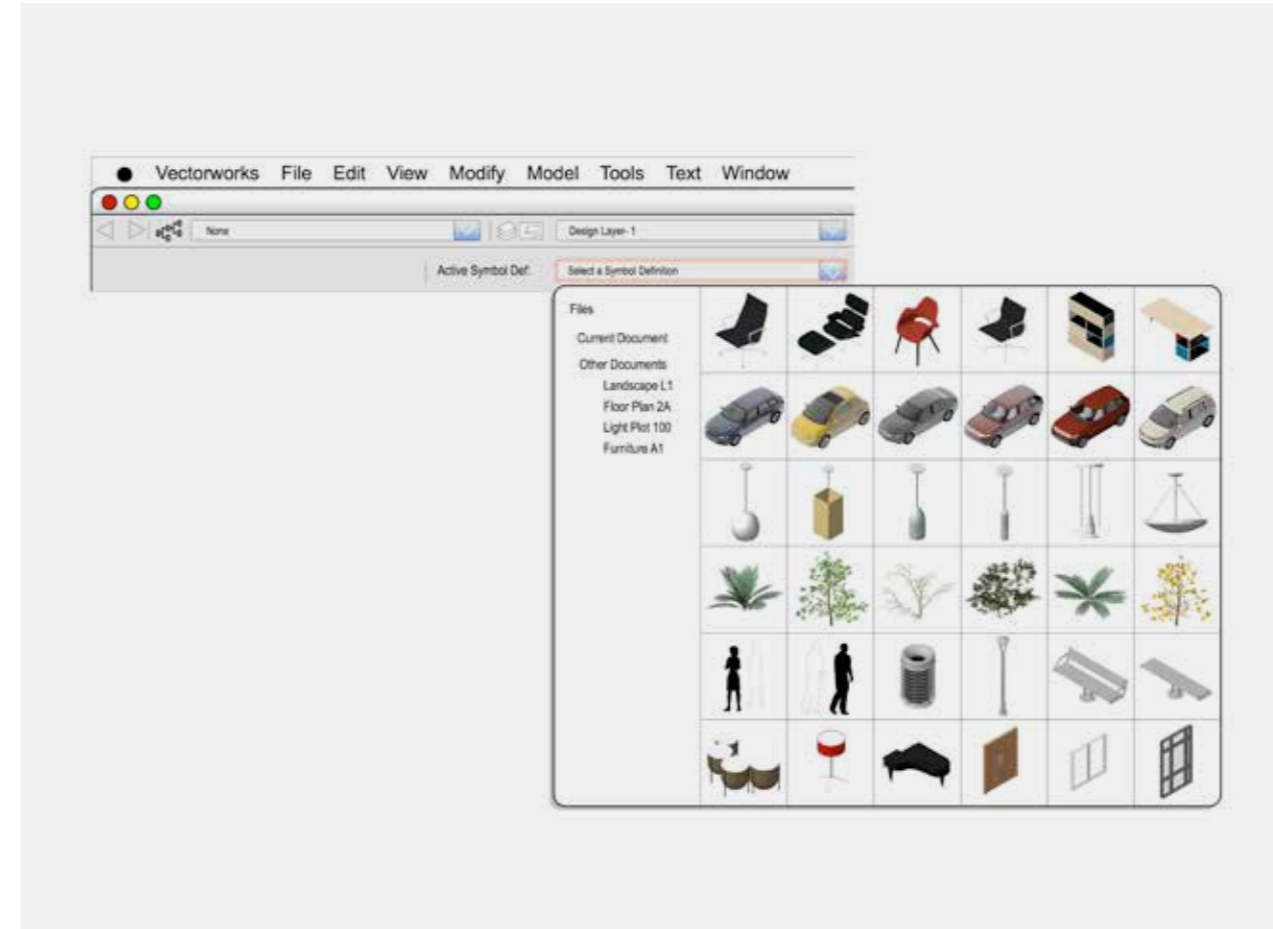 Vectorworks File Edit View Modify Model Tools Text Window
None Design Layer- 1
Active Symbol Def: Select a Symbol Definition
Files
Current Document
Other Documents
Landscape L1
Floor Plan 2A
Light Plot 100
Furniture A1